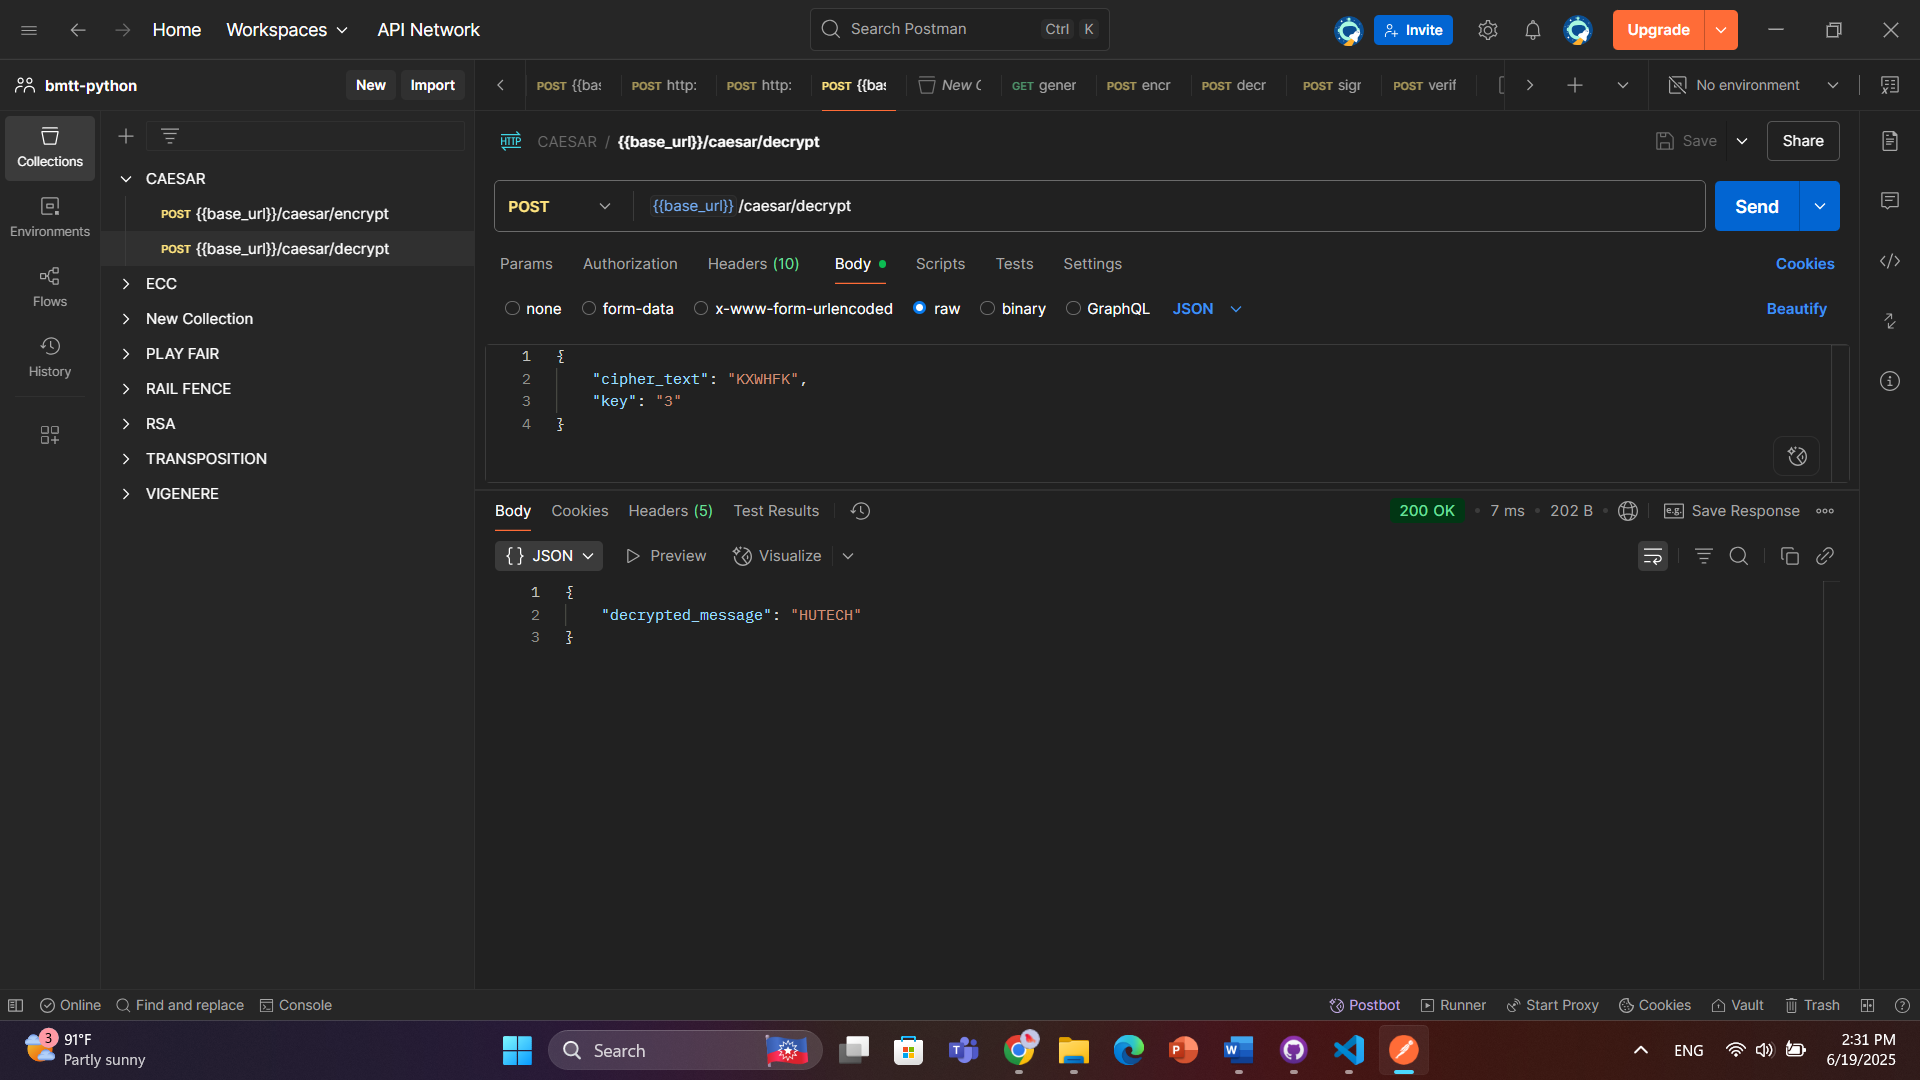 Home Workspaces API Network
Search Postman Ctrl K
Invite Upgrade
bmtt-python New Import
POST {{bas POST http: POST http: POST {{bas New C GET gener POST encr POST decr POST sigr POST verif
No environment
Collections
Environments
Flows
History
CAESAR
POST {{base_url}}/caesar/encrypt
POST {{base_url}}/caesar/decrypt
ECC
New Collection
PLAY FAIR
RAIL FENCE
RSA
TRANSPOSITION
VIGENERE
HTTP CAESAR / {{base_url}}/caesar/decrypt
Save Share
POST {{base_url}} /caesar/decrypt
Send
Params Authorization Headers (10) Body Scripts Tests Settings Cookies
none form-data x-www-form-urlencoded raw binary GraphQL JSON Beautify
1 {
2 "cipher_text": "KXWHFK",
3 "key": "3"
4 }
Body Cookies Headers (5) Test Results
200 OK • 7 ms • 202 B • e.g. Save Response
{} JSON Preview Visualize
1 {
2 "decrypted_message": "HUTECH"
3 }
Online Find and replace Console
Postbot Runner Start Proxy Cookies Vault Trash
3 91°F
Partly sunny
Search
ENG
2:31 PM
6/19/2025